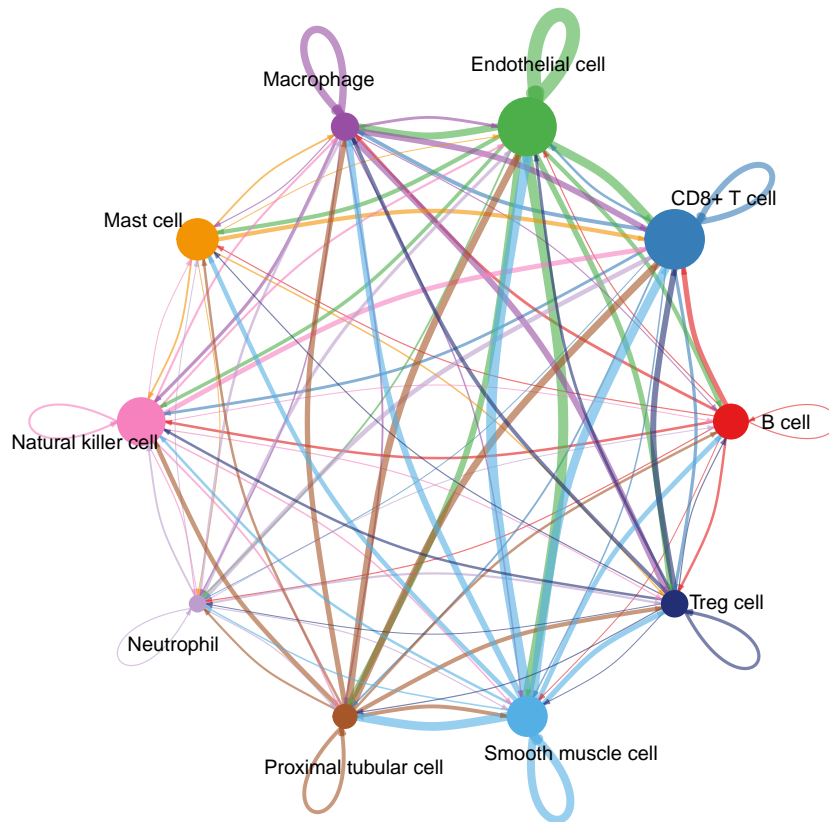 Endothelial cell
Macrophage
CD8+ T cell
Mast cell
B cell
Natural killer cell
Treg cell
Neutrophil
Smooth muscle cell
Proximal tubular cell